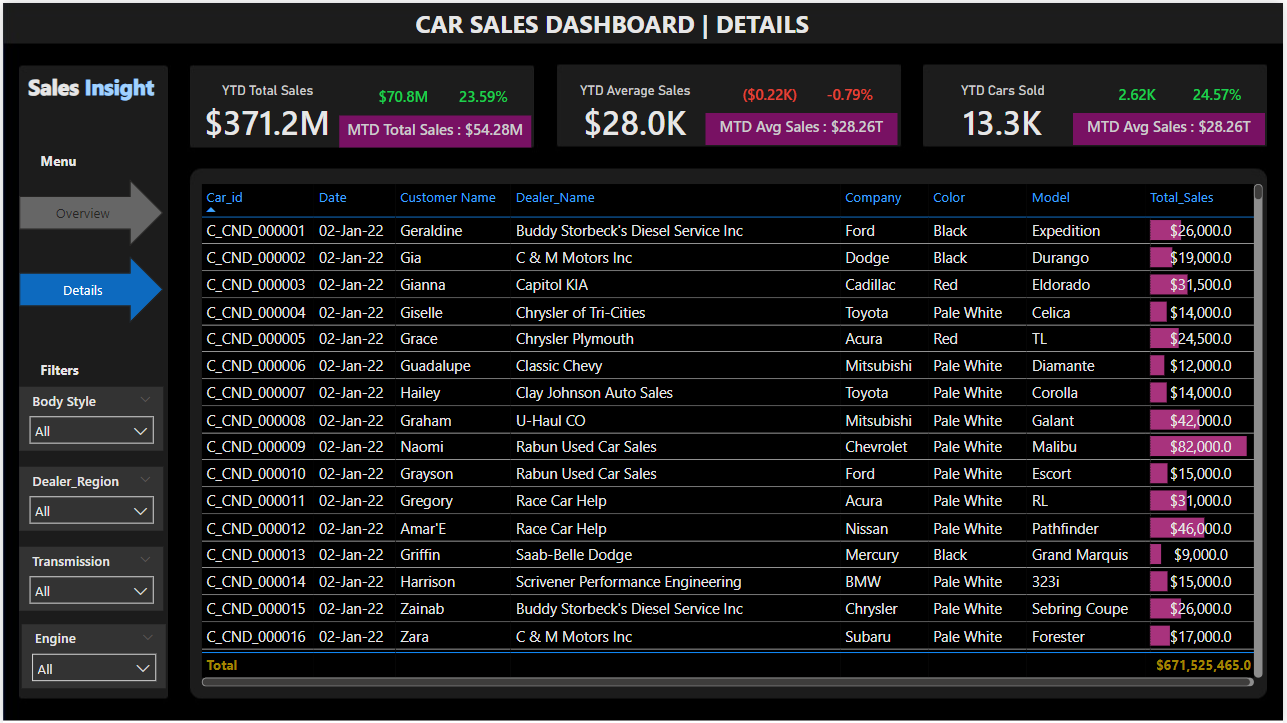 CAR SALES DASHBOARD | DETAILS
Sales Insight
Menu
Overview
Details
Filters
Body Style
All
Dealer_Region
All
Transmission
All
Engine
All
YTD Total Sales
$371.2M
$70.8M 23.59%
MTD Total Sales : $54.28M
YTD Average Sales
$28.0K
($0.22K) -0.79%
MTD Avg Sales : $28.26T
YTD Cars Sold
13.3K
2.62K 24.57%
MTD Avg Sales : $28.26T
Car_id Date Customer Name Dealer_Name Company Color Model Total_Sales
C_CND_000001 02-Jan-22 Geraldine Buddy Storbeck's Diesel Service Inc Ford Black Expedition $26,000.0
C_CND_000002 02-Jan-22 Gia C & M Motors Inc Dodge Black Durango $19,000.0
C_CND_000003 02-Jan-22 Gianna Capitol KIA Cadillac Red Eldorado $31,500.0
C_CND_000004 02-Jan-22 Giselle Chrysler of Tri-Cities Toyota Pale White Celica $14,000.0
C_CND_000005 02-Jan-22 Grace Chrysler Plymouth Acura Red TL $24,500.0
C_CND_000006 02-Jan-22 Guadalupe Classic Chevy Mitsubishi Pale White Diamante $12,000.0
C_CND_000007 02-Jan-22 Hailey Clay Johnson Auto Sales Toyota Pale White Corolla $14,000.0
C_CND_000008 02-Jan-22 Graham U-Haul CO Mitsubishi Pale White Galant $42,000.0
C_CND_000009 02-Jan-22 Naomi Rabun Used Car Sales Chevrolet Pale White Malibu $82,000.0
C_CND_000010 02-Jan-22 Grayson Rabun Used Car Sales Ford Pale White Escort $15,000.0
C_CND_000011 02-Jan-22 Gregory Race Car Help Acura Pale White RL $31,000.0
C_CND_000012 02-Jan-22 Amar'E Race Car Help Nissan Pale White Pathfinder $46,000.0
C_CND_000013 02-Jan-22 Griffin Saab-Belle Dodge Mercury Black Grand Marquis $9,000.0
C_CND_000014 02-Jan-22 Harrison Scrivener Performance Engineering BMW Pale White 323i $15,000.0
C_CND_000015 02-Jan-22 Zainab Buddy Storbeck's Diesel Service Inc Chrysler Pale White Sebring Coupe $26,000.0
C_CND_000016 02-Jan-22 Zara C & M Motors Inc Subaru Pale White Forester $17,000.0
Total $671,525,465.0